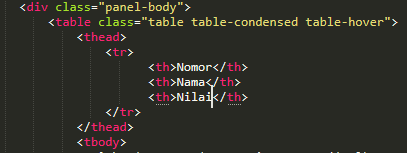 <div class="panel-body">
<table class="table table-condensed table-hover">
<thead>
<tr>
<th>Nomor</th>
<th>Nama</th>
<th>Nilai</th>
</tr>
</thead>
<tbody>